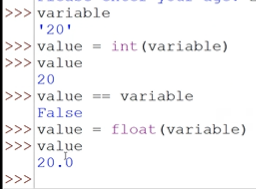 >>> variable
'20'
>>> value = int(variable)
>>> value
20
>>> value == variable
False
>>> value = float(variable)
>>> value
20.0
>>>